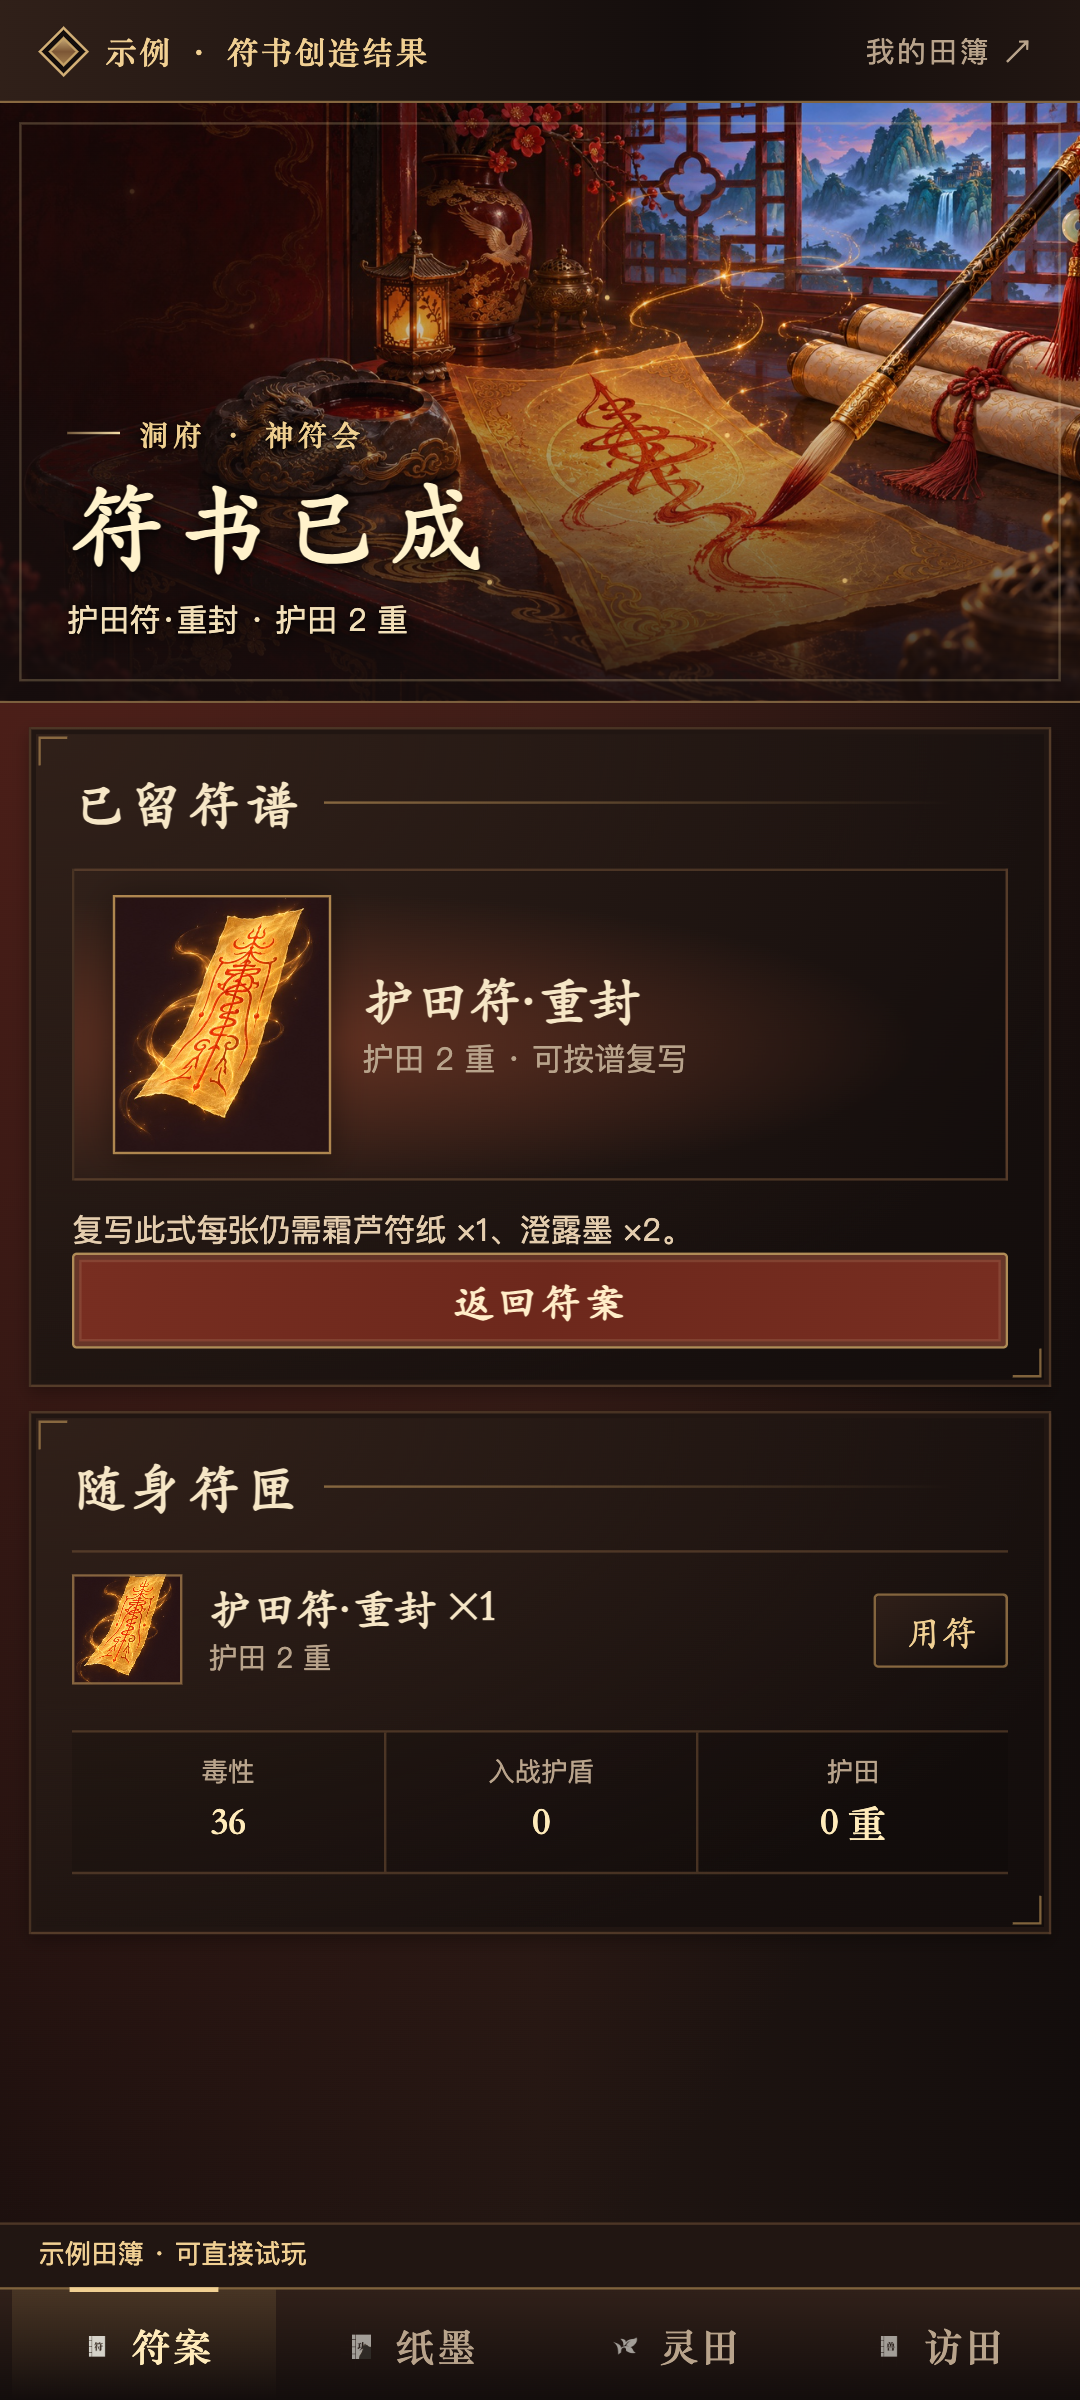 示例 · 符书创造结果
我的田簿 ↗
洞府 · 神符会
符书已成
护田符·重封 · 护田 2 重
已留符谱
护田符·重封
护田 2 重 · 可按谱复写
复写此式每张仍需霜芦符纸 ×1、澄露墨 ×2。
返回符案
随身符匣
护田符·重封 ×1
护田 2 重
用符
毒性
36
入战护盾
0
护田
0 重
示例田簿 · 可直接试玩
符案
纸墨
灵田
访田